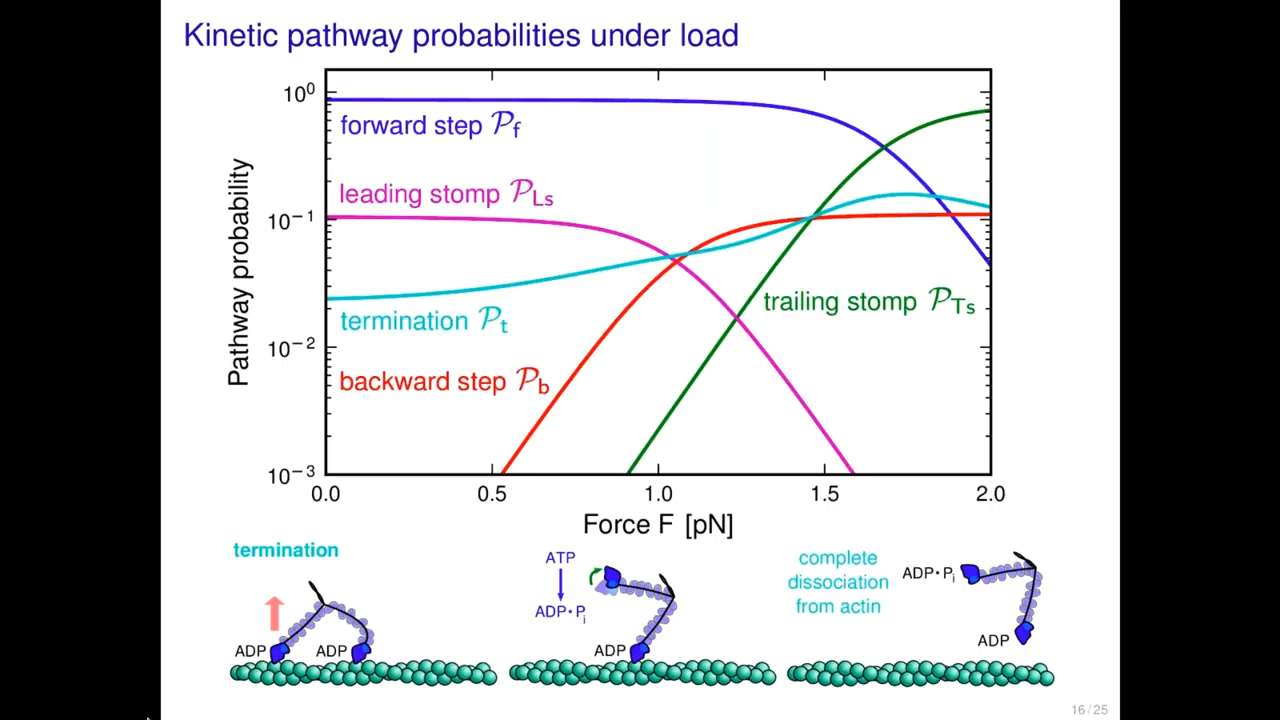 Kinetic pathway probabilities under load
10⁰
forward step 𝒫f
leading stomp 𝒫Ls
10⁻¹
Pathway probability
trailing stomp 𝒫Ts
termination 𝒫t
10⁻²
backward step 𝒫b
10⁻³
0.0 0.5 1.0 1.5 2.0
Force F [pN]
termination
ADP ADP
ATP
ADP·Pi
ADP
complete
dissociation
from actin
ADP·Pi
ADP
16/25